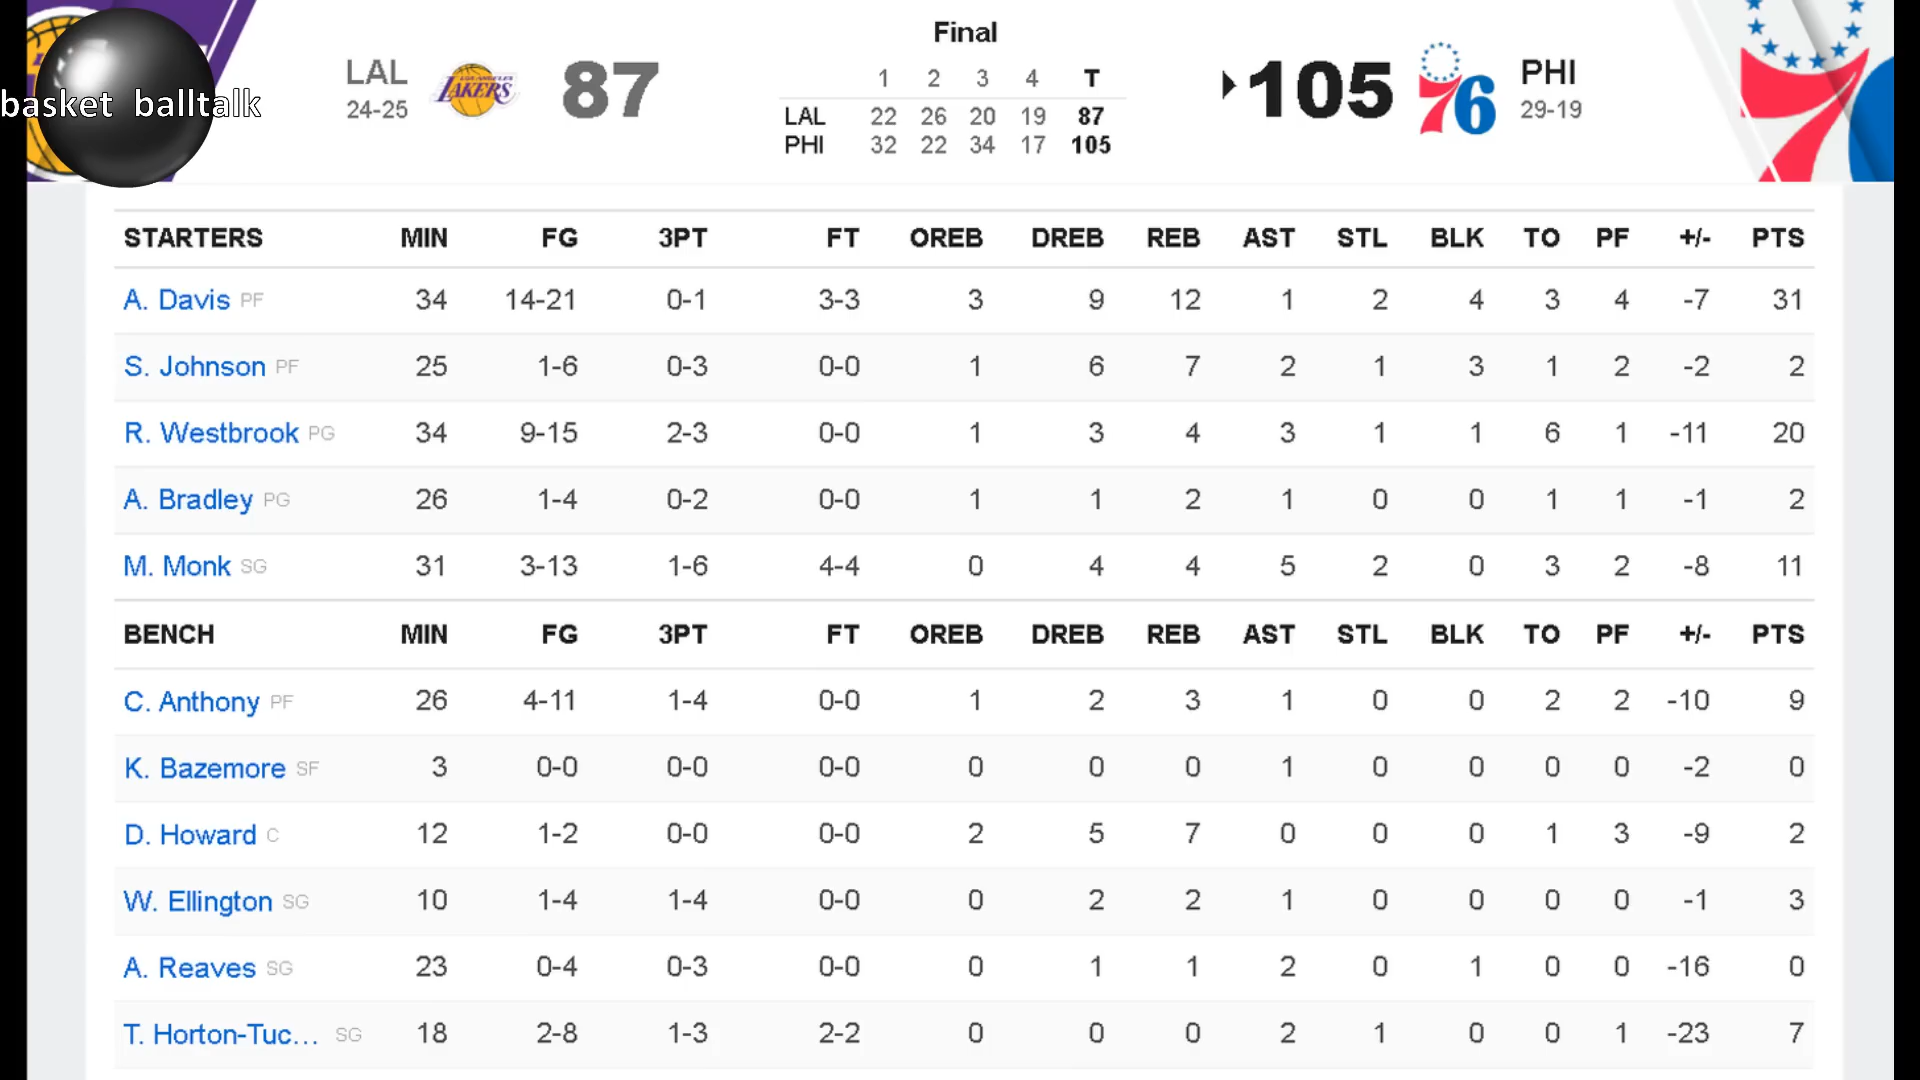 Final
LAL
24-25
LOS ANGELES
LAKERS
87
1 2 3 4 T
LAL 22 26 20 19 87
PHI 32 22 34 17 105
105
76
PHI
29-19
basket balltalk
STARTERS MIN FG 3PT FT OREB DREB REB AST STL BLK TO PF +/- PTS
A. Davis PF 34 14-21 0-1 3-3 3 9 12 1 2 4 3 4 -7 31
S. Johnson PF 25 1-6 0-3 0-0 1 6 7 2 1 3 1 2 -2 2
R. Westbrook PG 34 9-15 2-3 0-0 1 3 4 3 1 1 6 1 -11 20
A. Bradley PG 26 1-4 0-2 0-0 1 1 2 1 0 0 1 1 -1 2
M. Monk SG 31 3-13 1-6 4-4 0 4 4 5 2 0 3 2 -8 11
BENCH MIN FG 3PT FT OREB DREB REB AST STL BLK TO PF +/- PTS
C. Anthony PF 26 4-11 1-4 0-0 1 2 3 1 0 0 2 2 -10 9
K. Bazemore SF 3 0-0 0-0 0-0 0 0 0 1 0 0 0 0 -2 0
D. Howard C 12 1-2 0-0 0-0 2 5 7 0 0 0 1 3 -9 2
W. Ellington SG 10 1-4 1-4 0-0 0 2 2 1 0 0 0 0 -1 3
A. Reaves SG 23 0-4 0-3 0-0 0 1 1 2 0 1 0 0 -16 0
T. Horton-Tuc... SG 18 2-8 1-3 2-2 0 0 0 2 1 0 0 1 -23 7